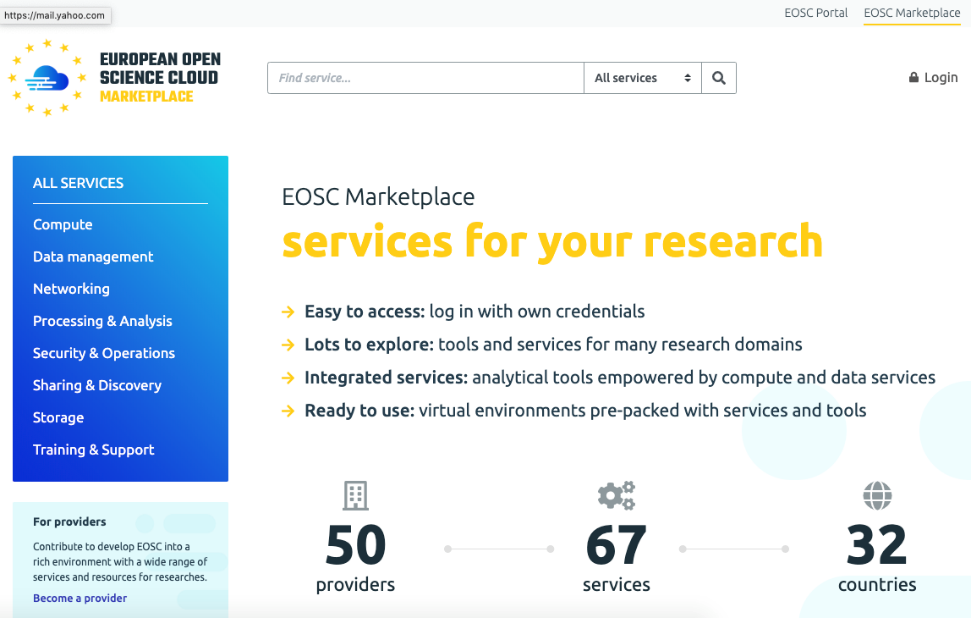 https://mail.yahoo.com
EOSC Portal
EOSC Marketplace
EUROPEAN OPEN
SCIENCE CLOUD
MARKETPLACE
Find service...
All services
Login
ALL SERVICES
Compute
Data management
Networking
Processing & Analysis
Security & Operations
Sharing & Discovery
Storage
Training & Support
For providers
Contribute to develop EOSC into a
rich environment with a wide range of
services and resources for researches.
Become a provider
EOSC Marketplace
services for your research
Easy to access: log in with own credentials
Lots to explore: tools and services for many research domains
Integrated services: analytical tools empowered by compute and data services
Ready to use: virtual environments pre-packed with services and tools
50
providers
67
services
32
countries